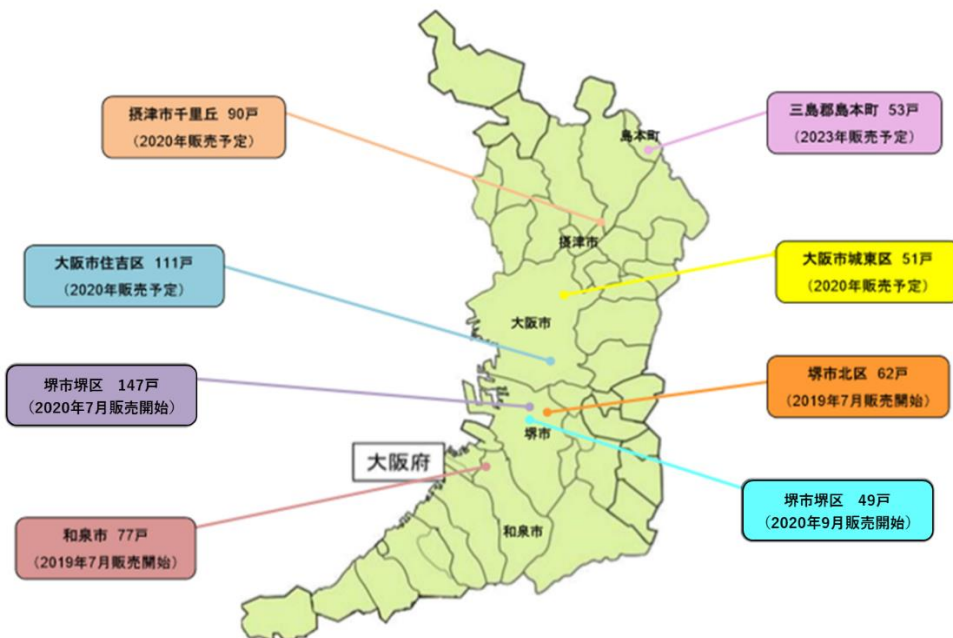 摂津市千里丘 90戸
(2020年販売予定)
三島郡島本町 53戸
(2023年販売予定)
島本町
摂津市
大阪市住吉区 111戸
(2020年販売予定)
大阪市城東区 51戸
(2020年販売予定)
大阪市
堺市堺区 147戸
(2020年7月販売開始)
堺市北区 62戸
(2019年7月販売開始)
堺市
大阪府
堺市堺区 49戸
(2020年9月販売開始)
和泉市 77戸
(2019年7月販売開始)
和泉市